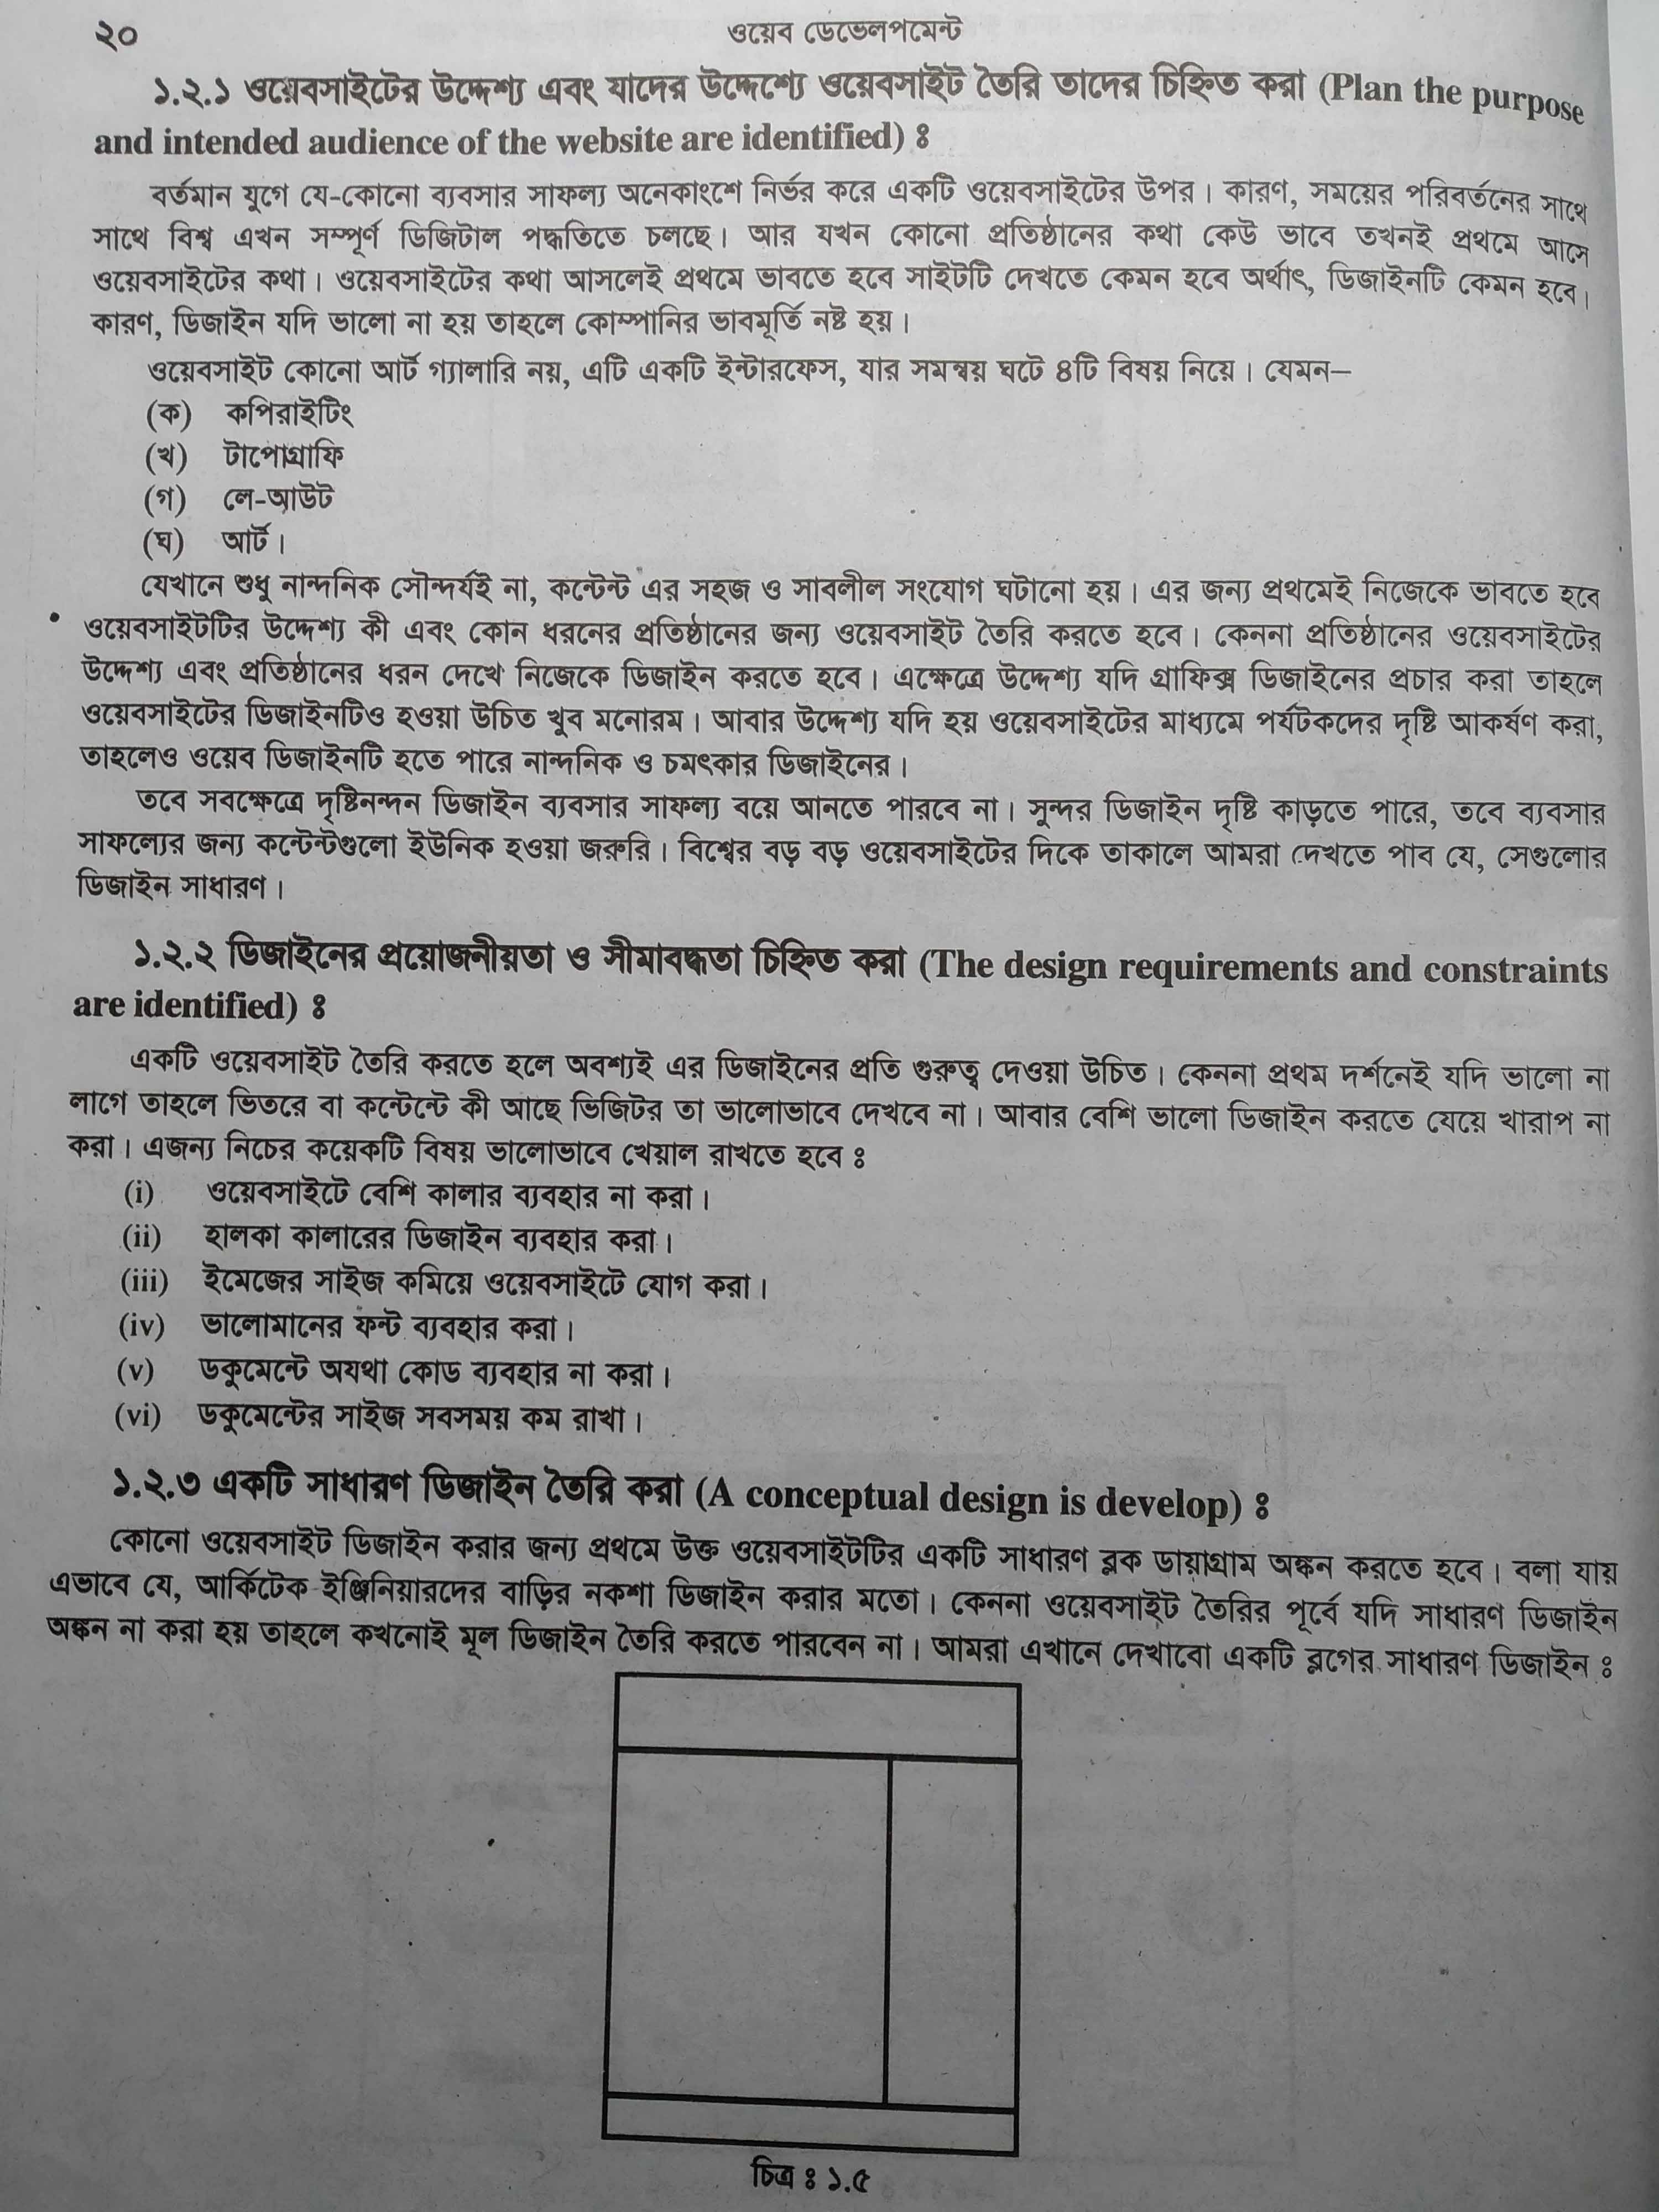 ২০
ওয়েব ডেভেলপমেন্ট
১.২.১ ওয়েবসাইটের উদ্দেশ্য এবং যাদের উদ্দেশ্যে ওয়েবসাইট তৈরি তাদের চিহ্নিত করা (Plan the purpose
and intended audience of the website are identified) ঃ
বর্তমান যুগে যে-কোনো ব্যবসার সাফল্য অনেকাংশে নির্ভর করে একটি ওয়েবসাইটের উপর। কারণ, সময়ের পরিবর্তনের সাথে
সাথে বিশ্ব এখন সম্পূর্ণ ডিজিটাল পদ্ধতিতে চলছে। আর যখন কোনো প্রতিষ্ঠানের কথা কেউ ভাবে তখনই প্রথমে আসে
ওয়েবসাইটের কথা। ওয়েবসাইটের কথা আসলেই প্রথমে ভাবতে হবে সাইটটি দেখতে কেমন হবে অর্থাৎ, ডিজাইনটি কেমন হবে।
কারণ, ডিজাইন যদি ভালো না হয় তাহলে কোম্পানির ভাবমূর্তি নষ্ট হয়।
ওয়েবসাইট কোনো আর্ট গ্যালারি নয়, এটি একটি ইন্টারফেস, যার সমন্বয় ঘটে ৪টি বিষয় নিয়ে। যেমন–
(ক) কপিরাইটিং
(খ) টাপোগ্রাফি
(গ) লে-আউট
(ঘ) আর্ট।
যেখানে শুধু নান্দনিক সৌন্দর্যই না, কন্টেন্ট এর সহজ ও সাবলীল সংযোগ ঘটানো হয়। এর জন্য প্রথমেই নিজেকে ভাবতে হবে
ওয়েবসাইটটির উদ্দেশ্য কী এবং কোন ধরনের প্রতিষ্ঠানের জন্য ওয়েবসাইট তৈরি করতে হবে। কেননা প্রতিষ্ঠানের ওয়েবসাইটের
উদ্দেশ্য এবং প্রতিষ্ঠানের ধরন দেখে নিজেকে ডিজাইন করতে হবে। এক্ষেত্রে উদ্দেশ্য যদি গ্রাফিক্স ডিজাইনের প্রচার করা তাহলে
ওয়েবসাইটের ডিজাইনটিও হওয়া উচিত খুব মনোরম। আবার উদ্দেশ্য যদি হয় ওয়েবসাইটের মাধ্যমে পর্যটকদের দৃষ্টি আকর্ষণ করা,
তাহলেও ওয়েব ডিজাইনটি হতে পারে নান্দনিক ও চমৎকার ডিজাইনের।
তবে সবক্ষেত্রে দৃষ্টিনন্দন ডিজাইন ব্যবসার সাফল্য বয়ে আনতে পারবে না। সুন্দর ডিজাইন দৃষ্টি কাড়তে পারে, তবে ব্যবসার
সাফল্যের জন্য কন্টেন্টগুলো ইউনিক হওয়া জরুরি। বিশ্বের বড় বড় ওয়েবসাইটের দিকে তাকালে আমরা দেখতে পাব যে, সেগুলোর
ডিজাইন সাধারণ।
১.২.২ ডিজাইনের প্রয়োজনীয়তা ও সীমাবদ্ধতা চিহ্নিত করা (The design requirements and constraints
are identified) ঃ
একটি ওয়েবসাইট তৈরি করতে হলে অবশ্যই এর ডিজাইনের প্রতি গুরুত্ব দেওয়া উচিত। কেননা প্রথম দর্শনেই যদি ভালো না
লাগে তাহলে ভিতরে বা কন্টেন্টে কী আছে ভিজিটর তা ভালোভাবে দেখবে না। আবার বেশি ভালো ডিজাইন করতে যেয়ে খারাপ না
করা। এজন্য নিচের কয়েকটি বিষয় ভালোভাবে খেয়াল রাখতে হবে ঃ
(i) ওয়েবসাইটে বেশি কালার ব্যবহার না করা।
(ii) হালকা কালারের ডিজাইন ব্যবহার করা।
(iii) ইমেজের সাইজ কমিয়ে ওয়েবসাইটে যোগ করা।
(iv) ভালোমানের ফন্ট ব্যবহার করা।
(v) ডকুমেন্টে অযথা কোড ব্যবহার না করা।
(vi) ডকুমেন্টের সাইজ সবসময় কম রাখা।
১.২.৩ একটি সাধারণ ডিজাইন তৈরি করা (A conceptual design is develop) ঃ
কোনো ওয়েবসাইট ডিজাইন করার জন্য প্রথমে উক্ত ওয়েবসাইটটির একটি সাধারণ ব্লক ডায়াগ্রাম অঙ্কন করতে হবে। বলা যায়
এভাবে যে, আর্কিটেক ইঞ্জিনিয়ারদের বাড়ির নকশা ডিজাইন করার মতো। কেননা ওয়েবসাইট তৈরির পূর্বে যদি সাধারণ ডিজাইন
অঙ্কন না করা হয় তাহলে কখনোই মূল ডিজাইন তৈরি করতে পারবেন না। আমরা এখানে দেখাবো একটি ব্লগের সাধারণ ডিজাইন ঃ
চিত্র ঃ ১.৫